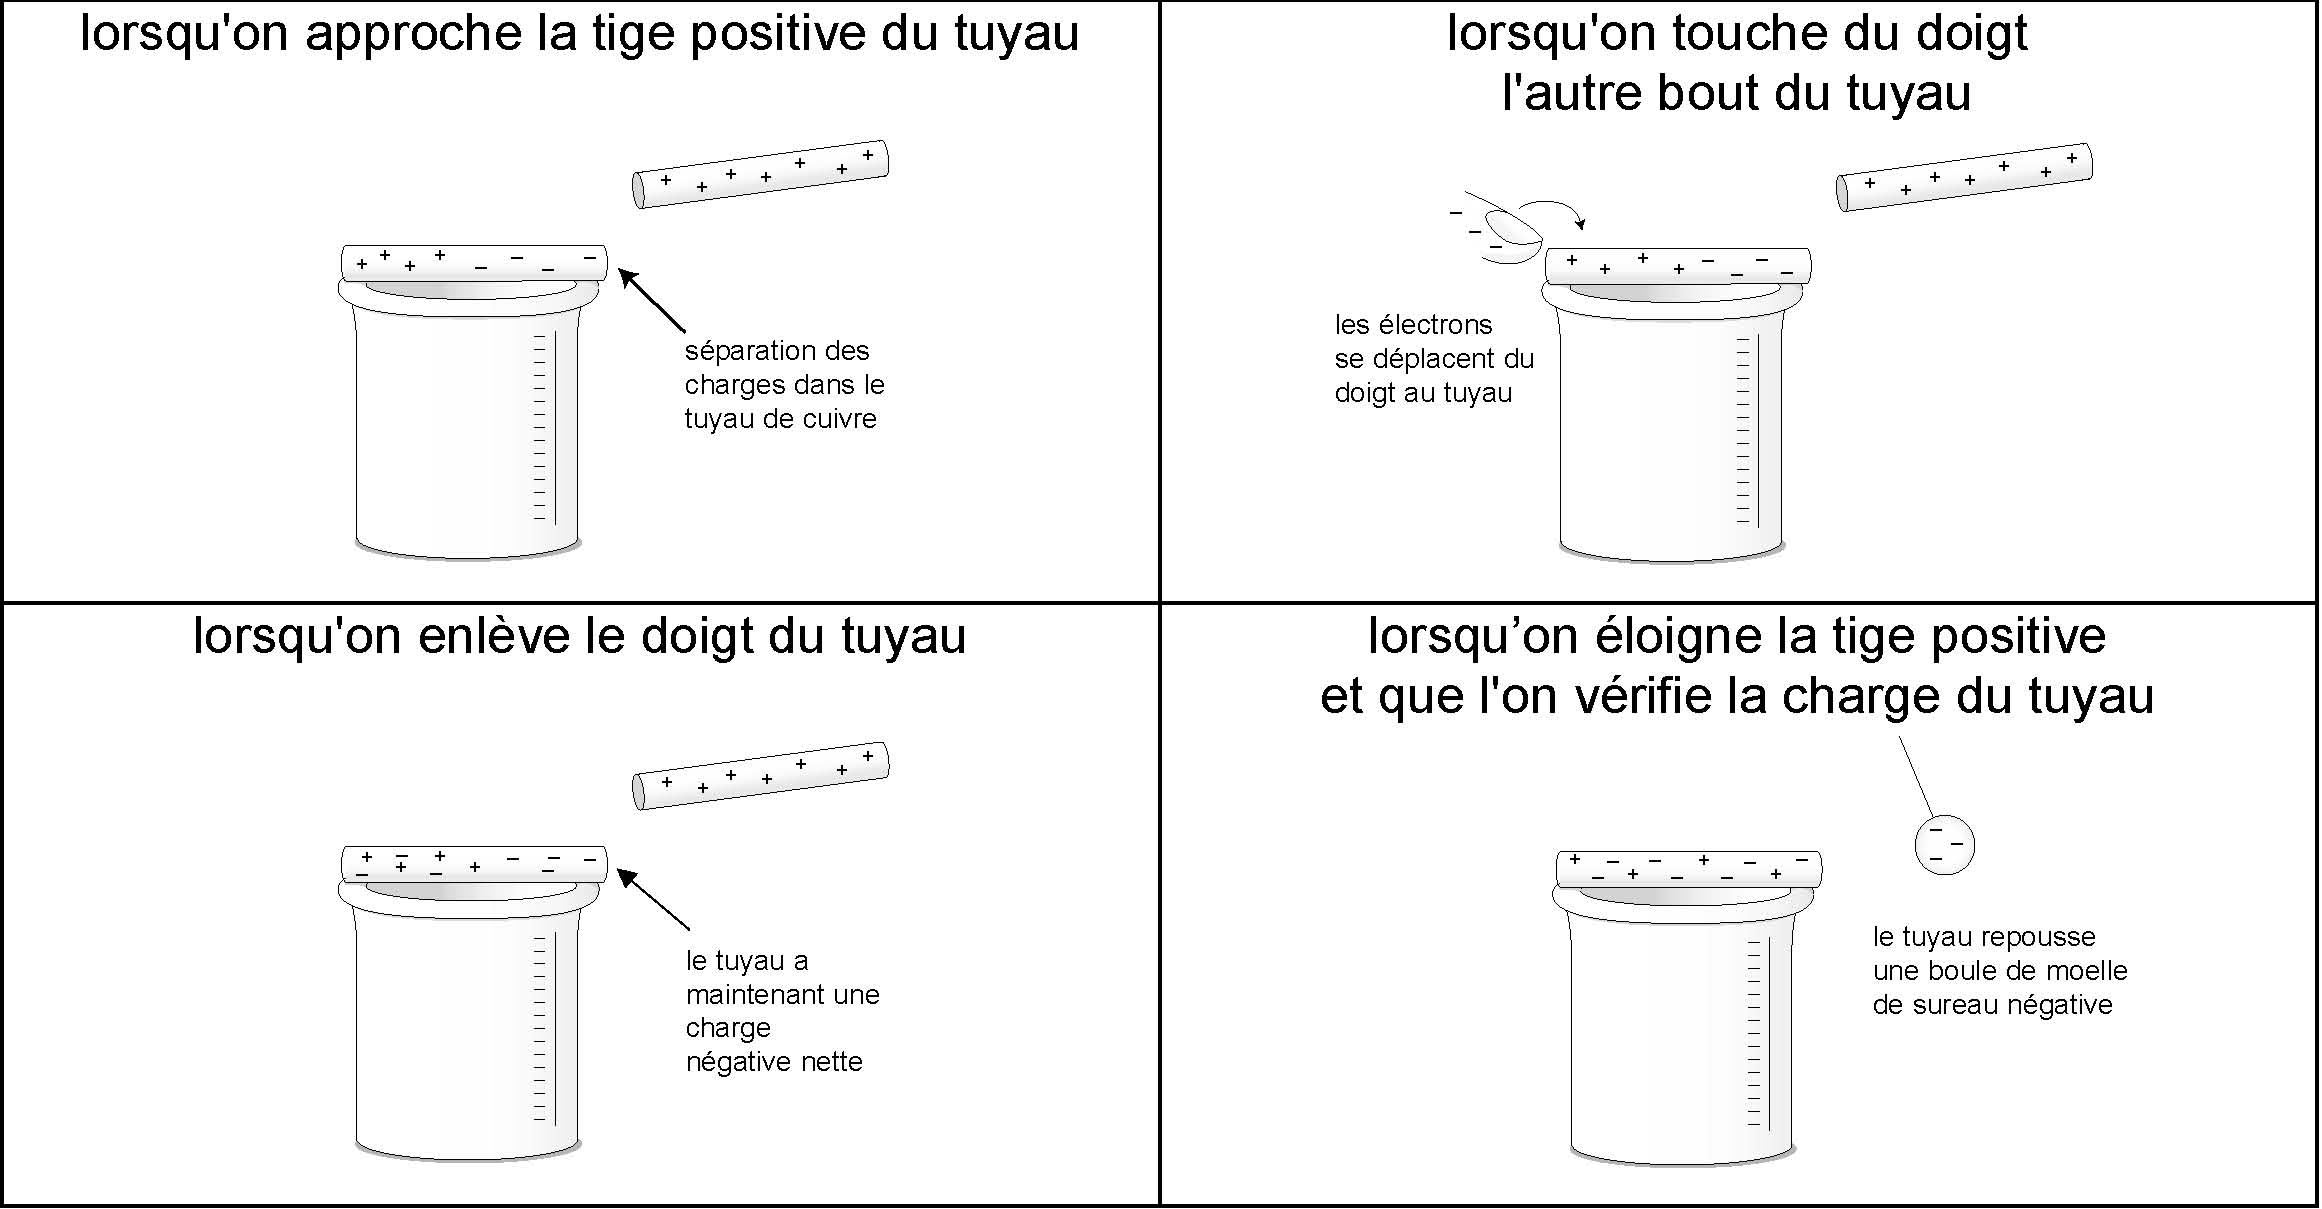 lorsqu'on approche la tige positive du tuyau
séparation des
charges dans le
tuyau de cuivre
lorsqu'on touche du doigt
l'autre bout du tuyau
les électrons
se déplacent du
doigt au tuyau
lorsqu'on enlève le doigt du tuyau
le tuyau a
maintenant une
charge
négative nette
lorsqu’on éloigne la tige positive
et que l'on vérifie la charge du tuyau
le tuyau repousse
une boule de moelle
de sureau négative